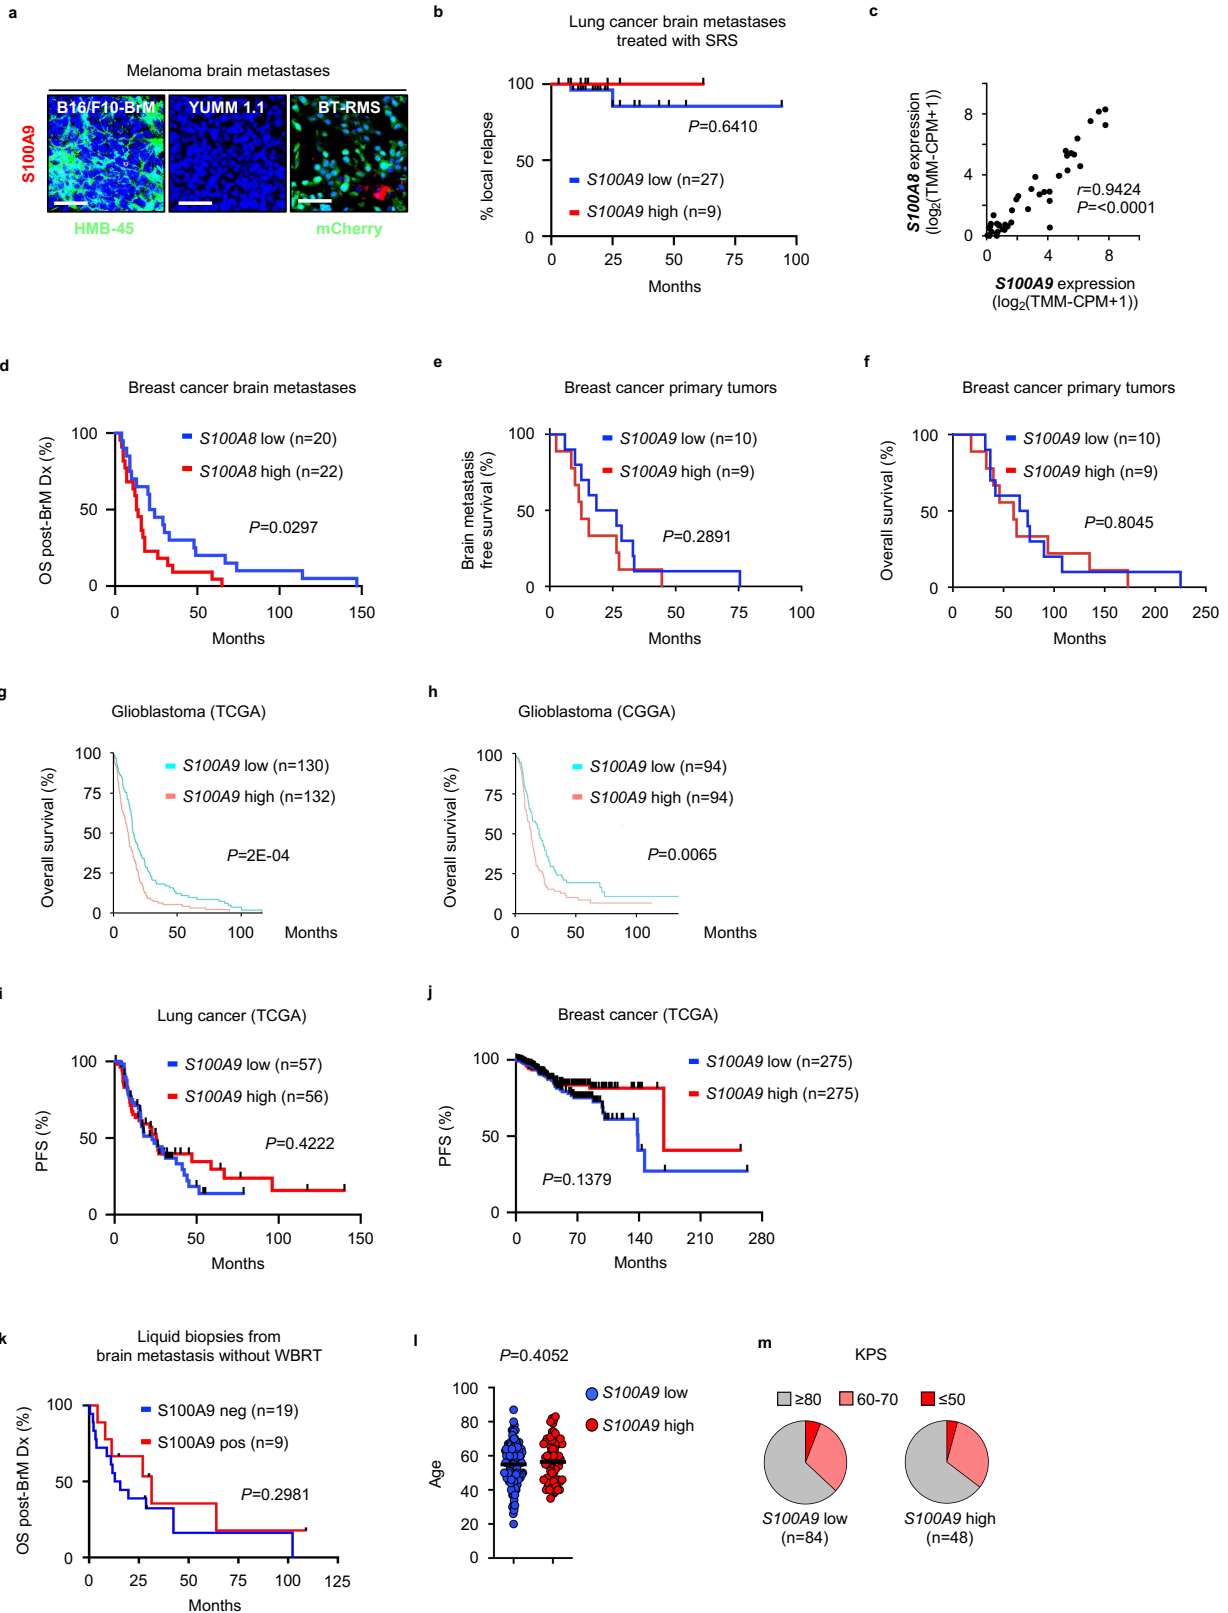 a
Melanoma brain metastases
B16/F10-BrM
YUMM 1.1
BT-RMS
S100A9
HMB-45
mCherry
b
Lung cancer brain metastases
treated with SRS
% local relapse
100
50
0
P=0.6410
S100A9 low (n=27)
S100A9 high (n=9)
0 25 50 75 100
Months
c
S100A8 expression
(log2(TMM-CPM+1))
8
4
0
r=0.9424
P=<0.0001
0 4 8
S100A9 expression
(log2(TMM-CPM+1))
d
Breast cancer brain metastases
OS post-BrM Dx (%)
100
50
0
S100A8 low (n=20)
S100A8 high (n=22)
P=0.0297
0 50 100 150
Months
e
Breast cancer primary tumors
Brain metastasis
free survival (%)
100
50
0
S100A9 low (n=10)
S100A9 high (n=9)
P=0.2891
0 25 50 75 100
Months
f
Breast cancer primary tumors
Overall survival (%)
100
50
0
S100A9 low (n=10)
S100A9 high (n=9)
P=0.8045
0 50 100 150 200 250
Months
g
Glioblastoma (TCGA)
Overall survival (%)
100
75
50
25
0
S100A9 low (n=130)
S100A9 high (n=132)
P=2E-04
0 50 100 Months
h
Glioblastoma (CGGA)
Overall survival (%)
100
75
50
25
0
S100A9 low (n=94)
S100A9 high (n=94)
P=0.0065
0 50 100 Months
i
Lung cancer (TCGA)
PFS (%)
100
50
0
S100A9 low (n=57)
S100A9 high (n=56)
P=0.4222
0 50 100 150
Months
j
Breast cancer (TCGA)
PFS (%)
100
50
0
S100A9 low (n=275)
S100A9 high (n=275)
P=0.1379
0 70 140 210 280
Months
k
Liquid biopsies from
brain metastasis without WBRT
OS post-BrM Dx (%)
100
50
0
S100A9 neg (n=19)
S100A9 pos (n=9)
P=0.2981
0 25 50 75 100 125
Months
l
P=0.4052
Age
100
80
60
40
20
0
S100A9 low
S100A9 high
m
KPS
≥80 60-70 ≤50
S100A9 low
(n=84)
S100A9 high
(n=48)